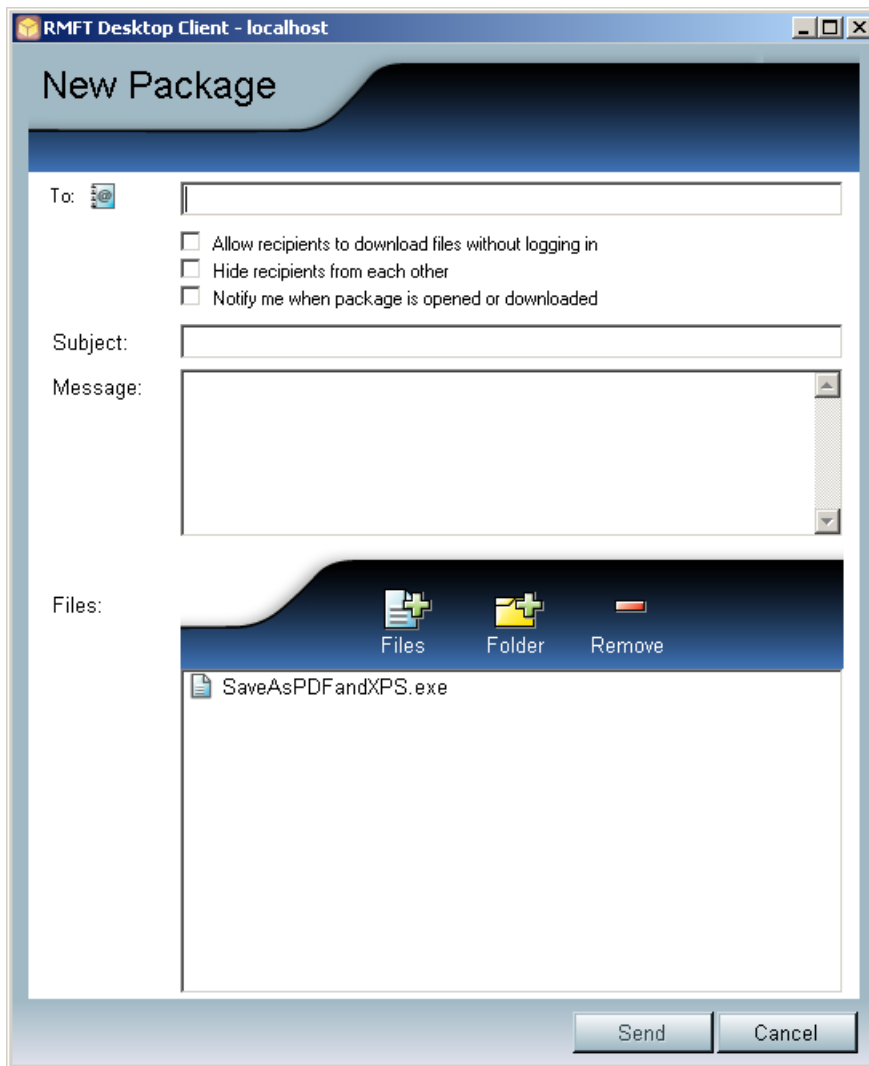 RMFT Desktop Client - localhost
New Package
To:
Allow recipients to download files without logging in
Hide recipients from each other
Notify me when package is opened or downloaded
Subject:
Message:
Files:
Files Folder Remove
SaveAsPDFandXPS.exe
Send Cancel